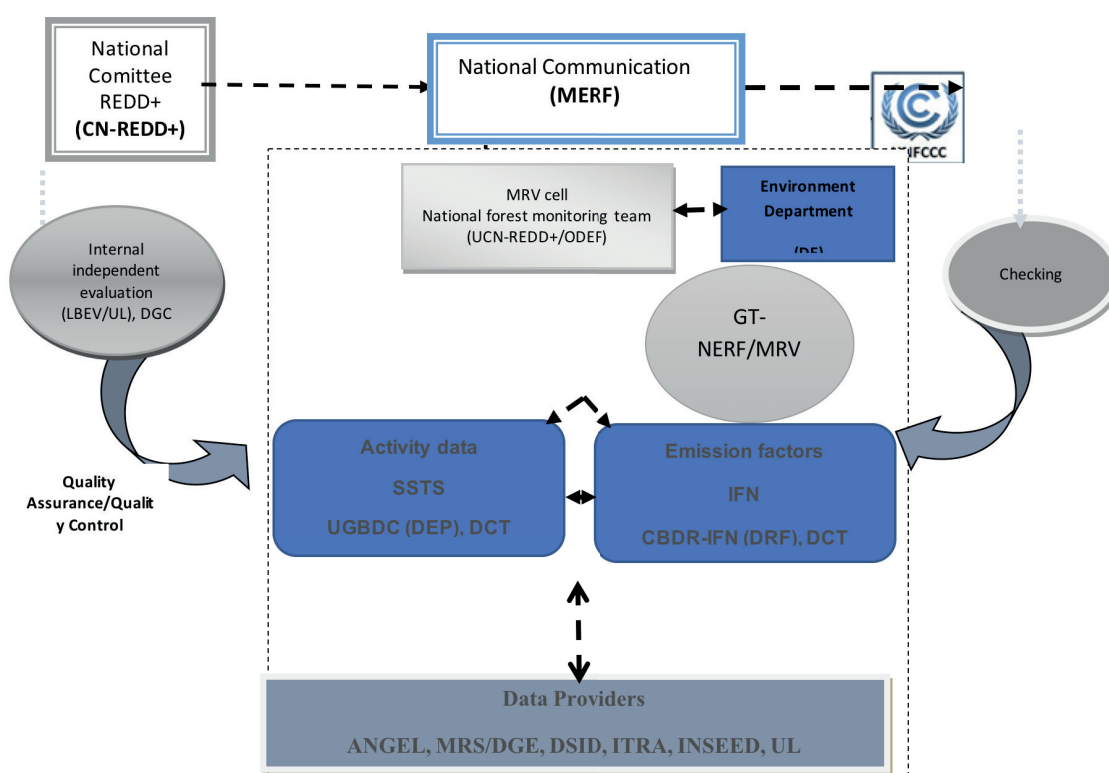 National
Comittee
REDD+
(CN-REDD+)
National Communication
(MERF)
MRV cell
National forest monitoring team
(UCN-REDD+/ODEF)
Environment
Department
Internal
independent
evaluation
(LBEV/UL), DGC
Checking
GT-
NERF/MRV
Activity data
SSTS
UGBDC (DEP), DCT
Emission factors
IFN
CBDR-IFN (DRF), DCT
Quality
Assurance/Qualit
y Control
Data Providers
ANGEL, MRS/DGE, DSID, ITRA, INSEED, UL